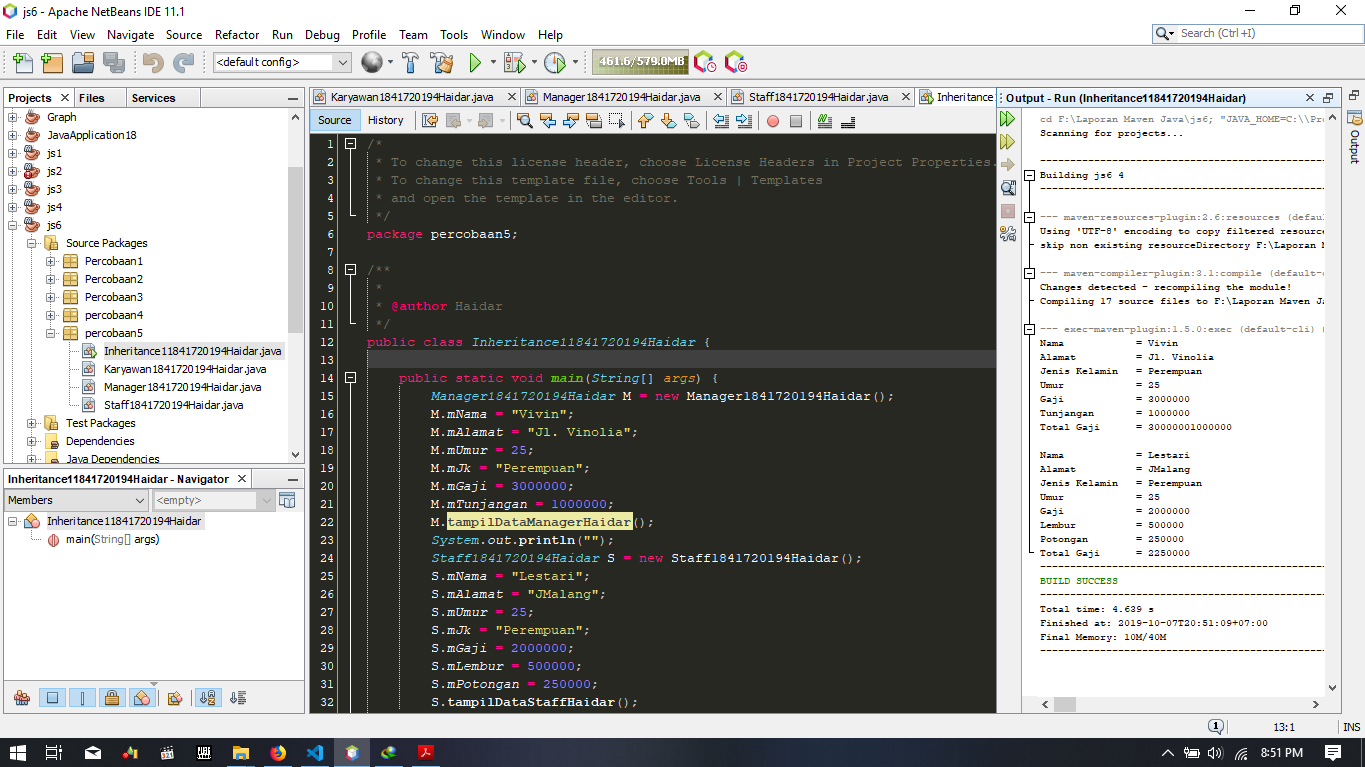 js6 - Apache NetBeans IDE 11.1
File Edit View Navigate Source Refactor Run Debug Profile Team Tools Window Help
Search (Ctrl+I)
<default config>
461.6/579.0MB
Projects Files Services
Graph
JavaApplication18
js1
js2
js3
js4
js6
Source Packages
Percobaan1
Percobaan2
Percobaan3
percobaan4
percobaan5
Inheritance11841720194Haidar.java
Karyawan1841720194Haidar.java
Manager1841720194Haidar.java
Staff1841720194Haidar.java
Test Packages
Dependencies
Java Dependencies
Inheritance11841720194Haidar - Navigator
Members
<empty>
Inheritance11841720194Haidar
main(String[] args)
Karyawan1841720194Haidar.java Manager1841720194Haidar.java Staff1841720194Haidar.java Inheritance
Source History
1 /*
2 * To change this license header, choose License Headers in Project Properties.
3 * To change this template file, choose Tools | Templates
4 * and open the template in the editor.
5 */
6 package percobaan5;
7
8 /**
9 *
10 * @author Haidar
11 */
12 public class Inheritance11841720194Haidar {
13
14 public static void main(String[] args) {
15 Manager1841720194Haidar M = new Manager1841720194Haidar();
16 M.mNama = "Vivin";
17 M.mAlamat = "Jl. Vinolia";
18 M.mUmur = 25;
19 M.mJk = "Perempuan";
20 M.mGaji = 3000000;
21 M.mTunjangan = 1000000;
22 M.tampilDataManagerHaidar();
23 System.out.println("");
24 Staff1841720194Haidar S = new Staff1841720194Haidar();
25 S.mNama = "Lestari";
26 S.mAlamat = "JMalang";
27 S.mUmur = 25;
28 S.mJk = "Perempuan";
29 S.mGaji = 2000000;
30 S.mLembur = 500000;
31 S.mPotongan = 250000;
32 S.tampilDataStaffHaidar();
Output - Run (Inheritance11841720194Haidar)
cd F:\Laporan Maven Java\js6; "JAVA_HOME=C:\\Pro
Scanning for projects...
Building js6 4
--- maven-resources-plugin:2.6:resources (defau
Using 'UTF-8' encoding to copy filtered resourc
skip non existing resourceDirectory F:\Laporan M
--- maven-compiler-plugin:3.1:compile (default-c
Changes detected - recompiling the module!
Compiling 17 source files to F:\Laporan Maven Ja
--- exec-maven-plugin:1.5.0:exec (default-cli) (
Nama = Vivin
Alamat = Jl. Vinolia
Jenis Kelamin = Perempuan
Umur = 25
Gaji = 3000000
Tunjangan = 1000000
Total Gaji = 30000001000000
Nama = Lestari
Alamat = JMalang
Jenis Kelamin = Perempuan
Umur = 25
Gaji = 2000000
Lembur = 500000
Potongan = 250000
Total Gaji = 2250000
BUILD SUCCESS
Total time: 4.639 s
Finished at: 2019-10-07T20:51:09+07:00
Final Memory: 10M/40M
Output
1
13:1
INS
8:51 PM